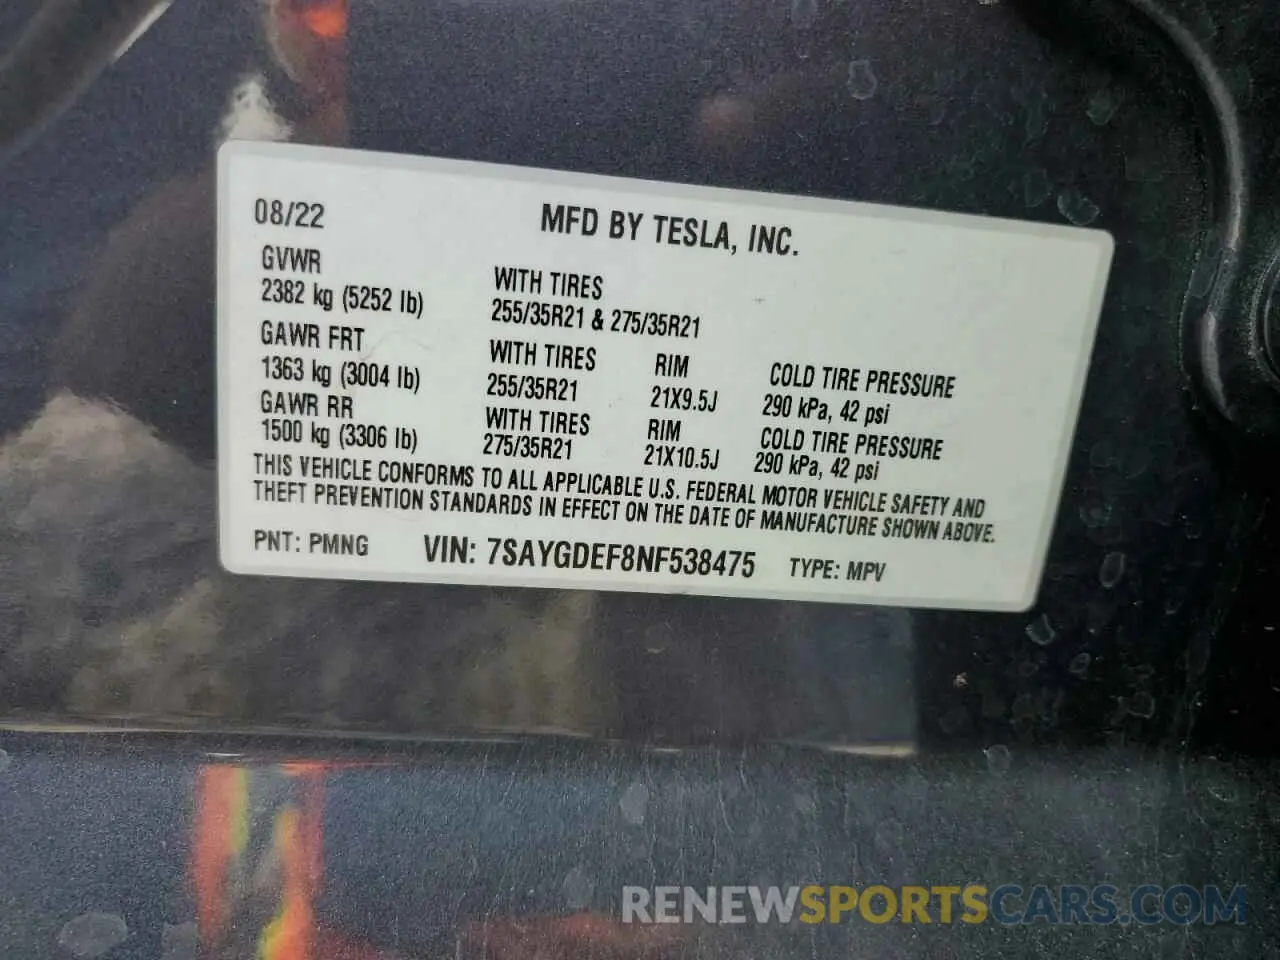 08/22 MFD BY TESLA, INC.
GVWR
2382 kg (5252 lb)
WITH TIRES
255/35R21 & 275/35R21
GAWR FRT
1363 kg (3004 lb)
WITH TIRES
255/35R21
RIM
21X9.5J
COLD TIRE PRESSURE
290 kPa, 42 psi
GAWR RR
1500 kg (3306 lb)
WITH TIRES
275/35R21
RIM
21X10.5J
COLD TIRE PRESSURE
290 kPa, 42 psi
THIS VEHICLE CONFORMS TO ALL APPLICABLE U.S. FEDERAL MOTOR VEHICLE SAFETY AND
THEFT PREVENTION STANDARDS IN EFFECT ON THE DATE OF MANUFACTURE SHOWN ABOVE.
PNT: PMNG VIN: 7SAYGDEF8NF538475 TYPE: MPV
RENEWSPORTSCARS.COM